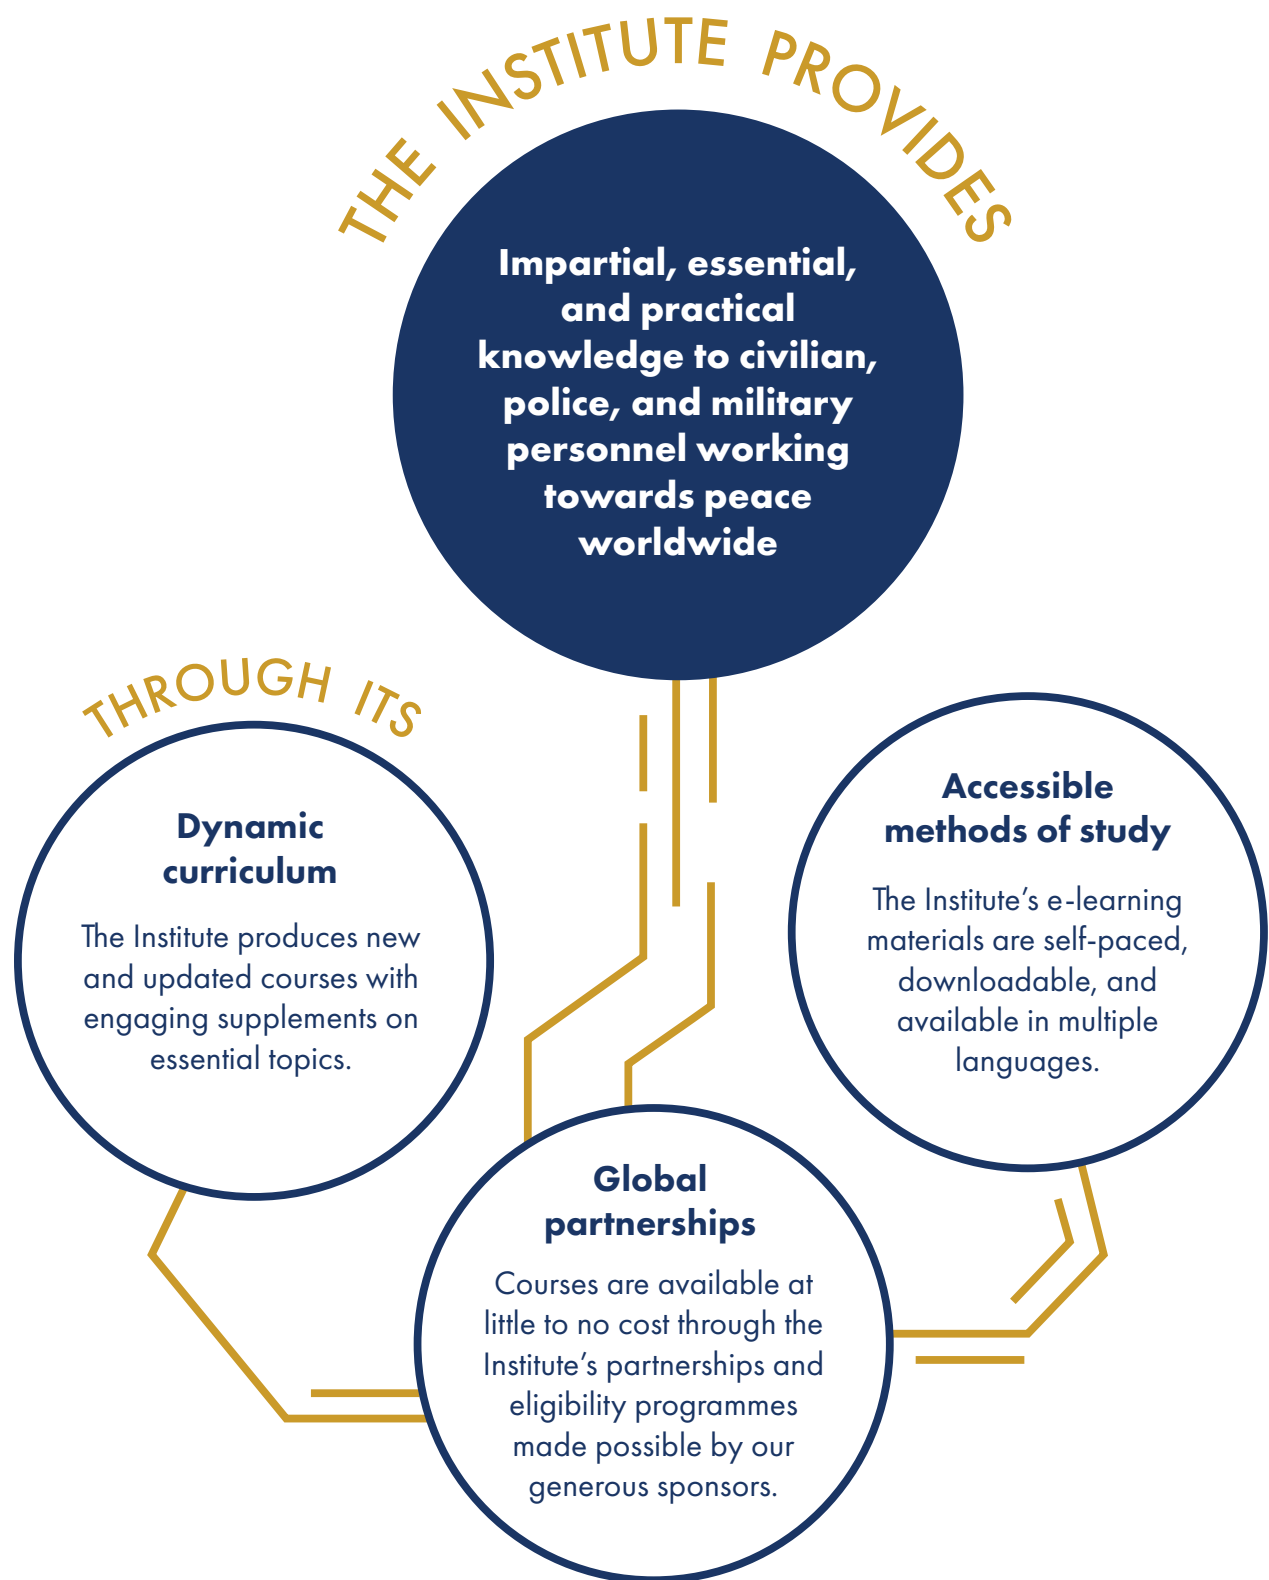 THE INSTITUTE PROVIDES
Impartial, essential,
and practical
knowledge to civilian,
police, and military
personnel working
towards peace
worldwide
THROUGH ITS
Dynamic
curriculum
The Institute produces new
and updated courses with
engaging supplements on
essential topics.
Accessible
methods of study
The Institute’s e-learning
materials are self-paced,
downloadable, and
available in multiple
languages.
Global
partnerships
Courses are available at
little to no cost through the
Institute’s partnerships and
eligibility programmes
made possible by our
generous sponsors.